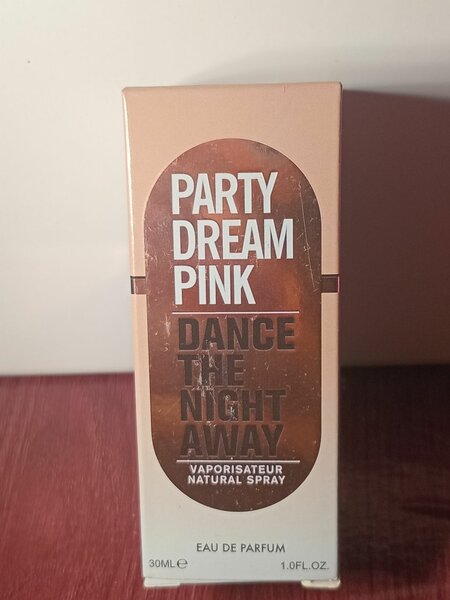 PARTY
DREAM
PINK
DANCE
THE
NIGHT
AWAY
VAPORISATEUR
NATURAL SPRAY
EAU DE PARFUM
30ML℮ 1.0FL.OZ.